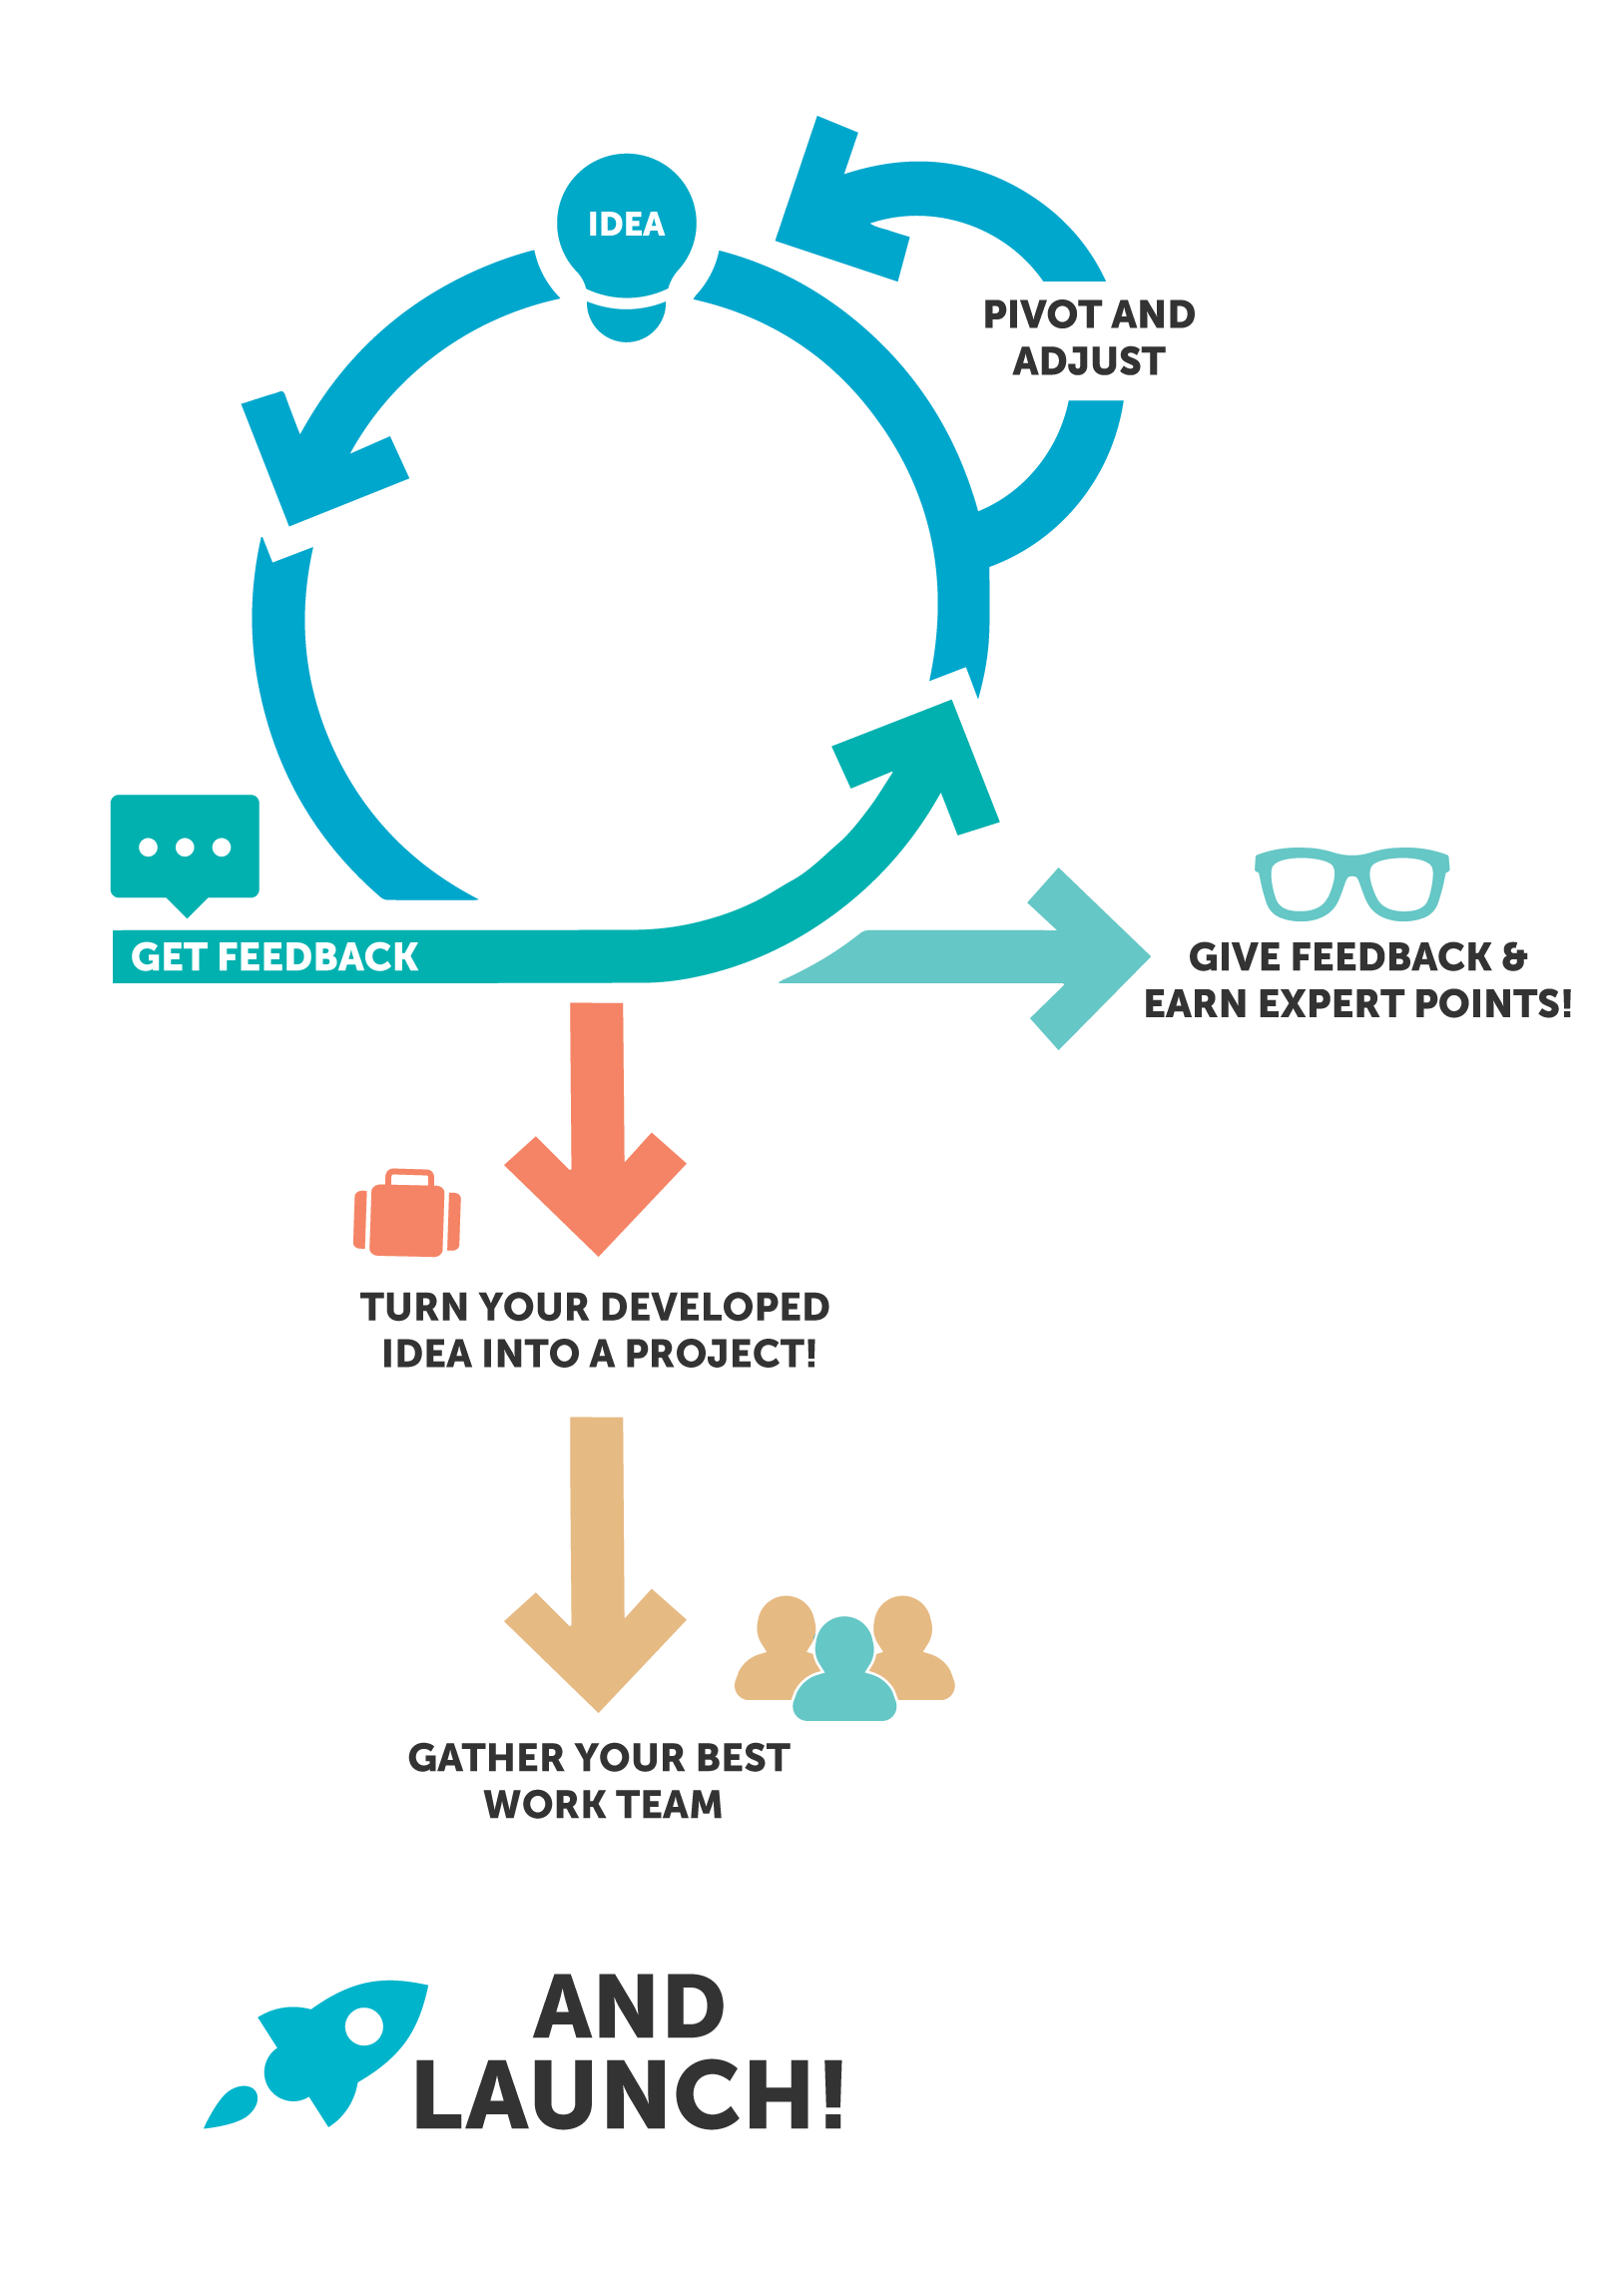 IDEA
PIVOT AND
ADJUST
GET FEEDBACK
GIVE FEEDBACK &
EARN EXPERT POINTS!
TURN YOUR DEVELOPED
IDEA INTO A PROJECT!
GATHER YOUR BEST
WORK TEAM
AND
LAUNCH!